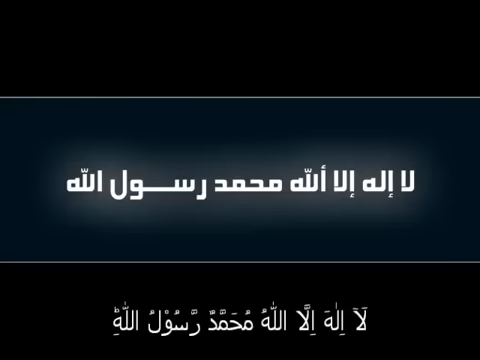 لا إله إلا ألله محمد رســـول الله
لَآ اِلٰهَ اِلَّا اللّٰهُ مُحَمَّدٌ رَّسُوْلُ اللّٰهِؕ